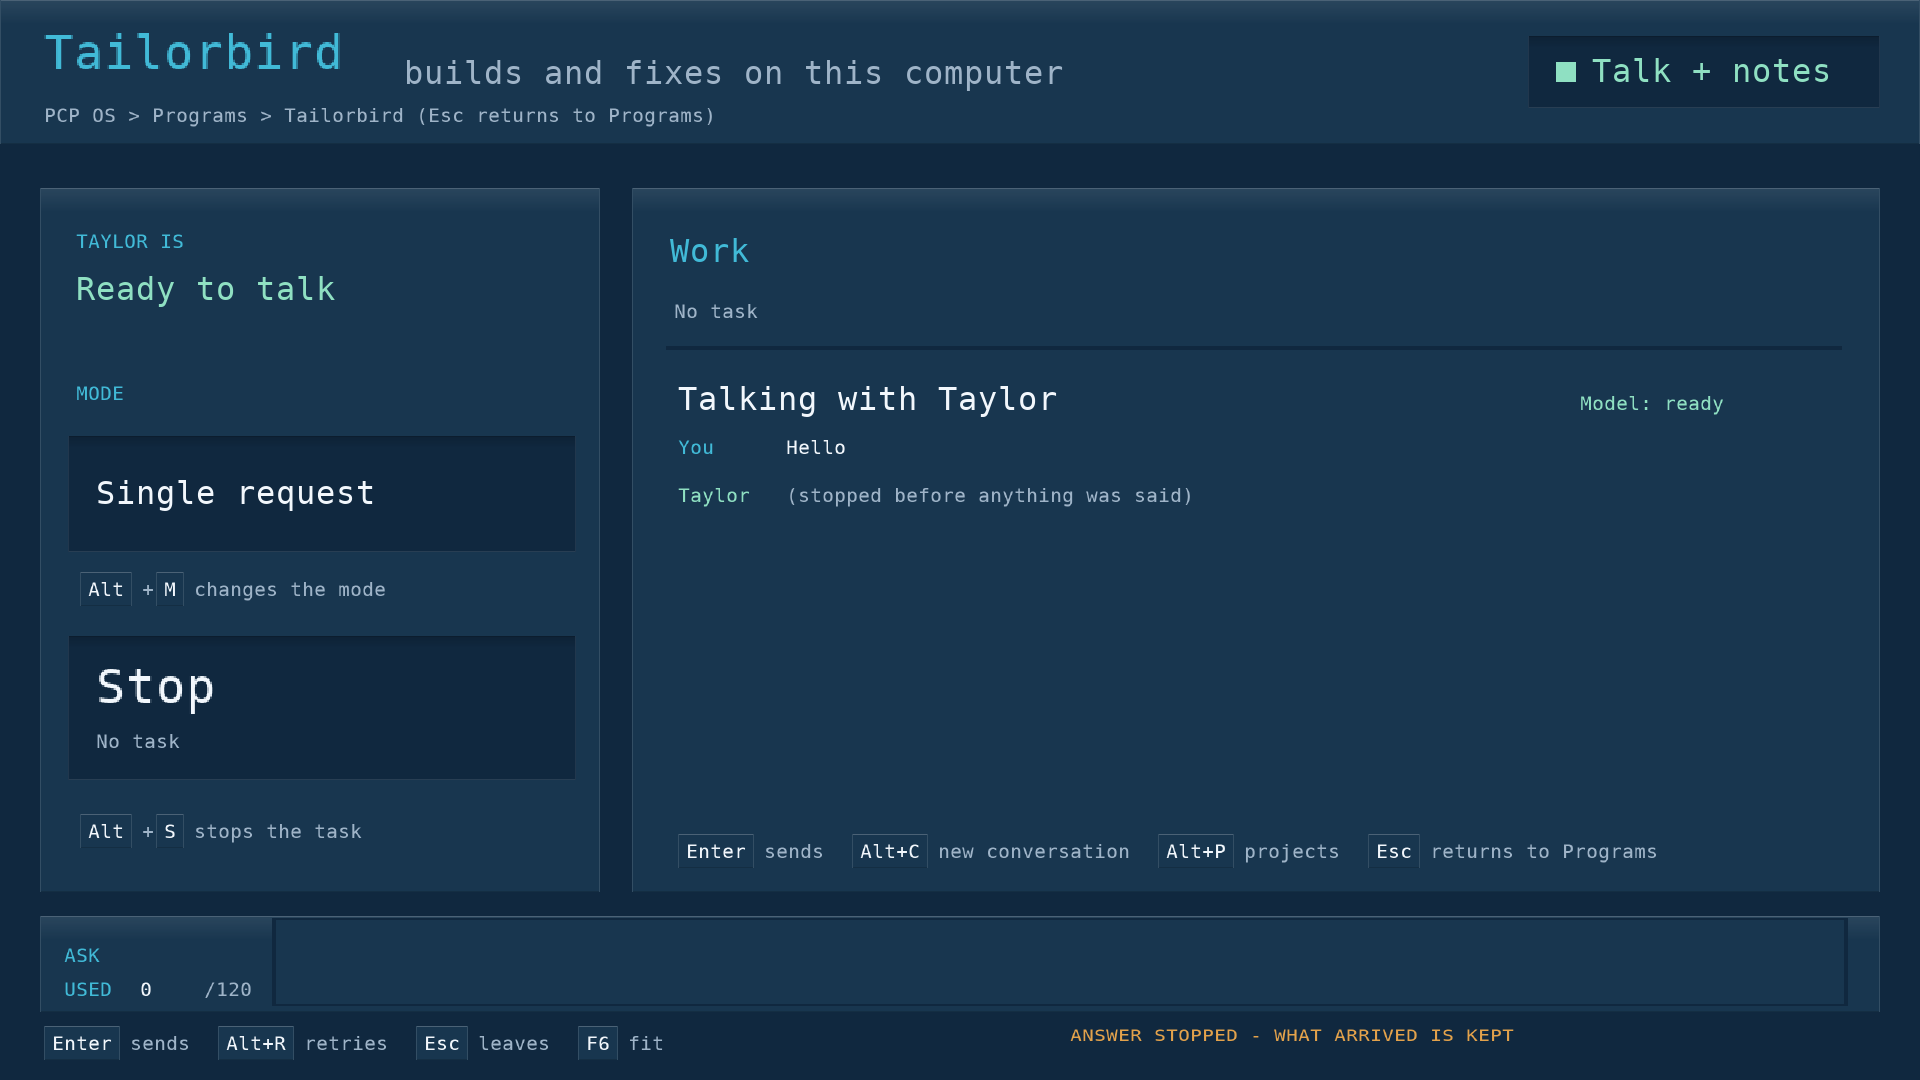 Tailorbird
builds and fixes on this computer
Talk + notes
PCP OS > Programs > Tailorbird (Esc returns to Programs)
TAYLOR IS
Ready to talk
MODE
Single request
Alt + M changes the mode
Stop
No task
Alt + S stops the task
Work
No task
Talking with Taylor
Model: ready
You Hello
Taylor (stopped before anything was said)
Enter sends Alt+C new conversation Alt+P projects Esc returns to Programs
ASK
USED 0 /120
Enter sends Alt+R retries Esc leaves F6 fit
ANSWER STOPPED - WHAT ARRIVED IS KEPT